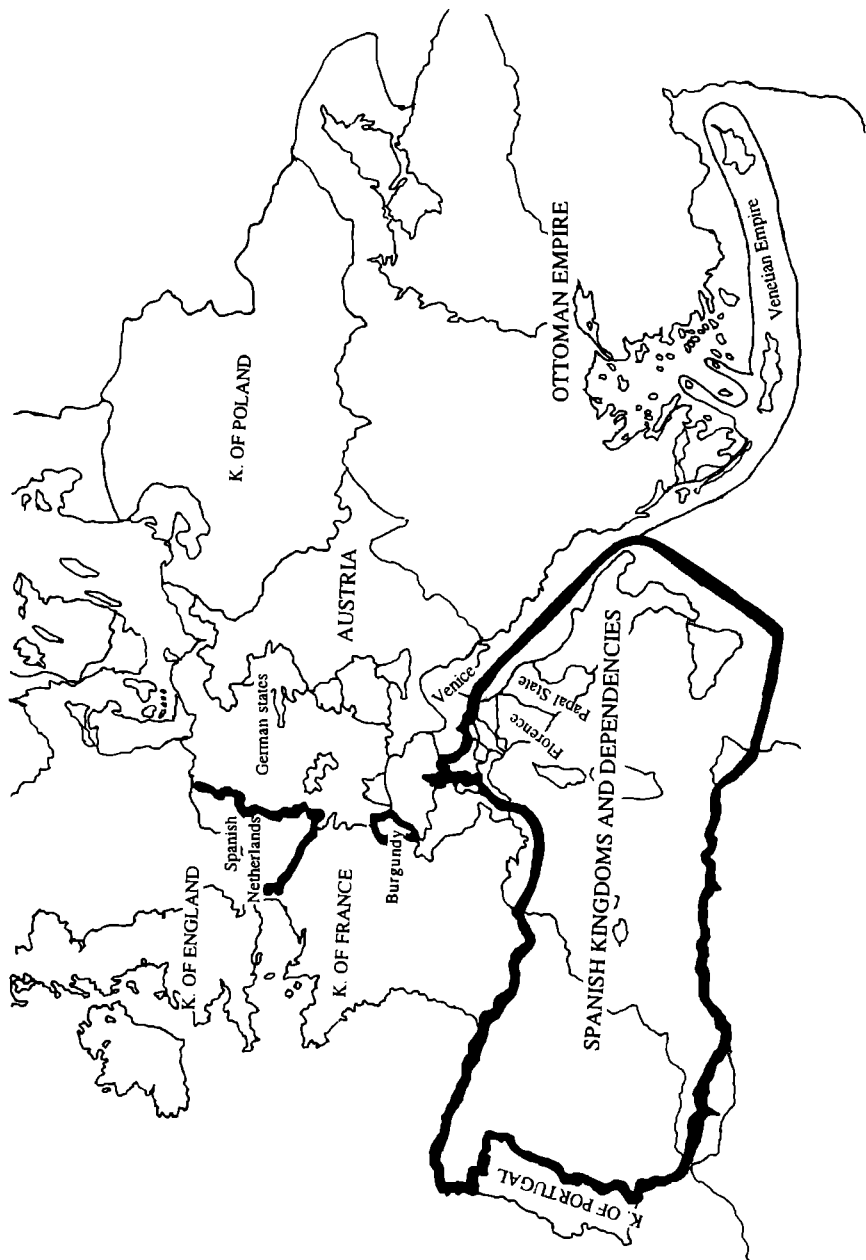 K. OF ENGLAND
K. OF POLAND
Spanish
Netherlands
German states
K. OF FRANCE
AUSTRIA
Burgundy
Venice
OTTOMAN EMPIRE
Florence
Papal State
K. OF PORTUGAL
SPANISH KINGDOMS AND DEPENDENCIES
Venetian Empire